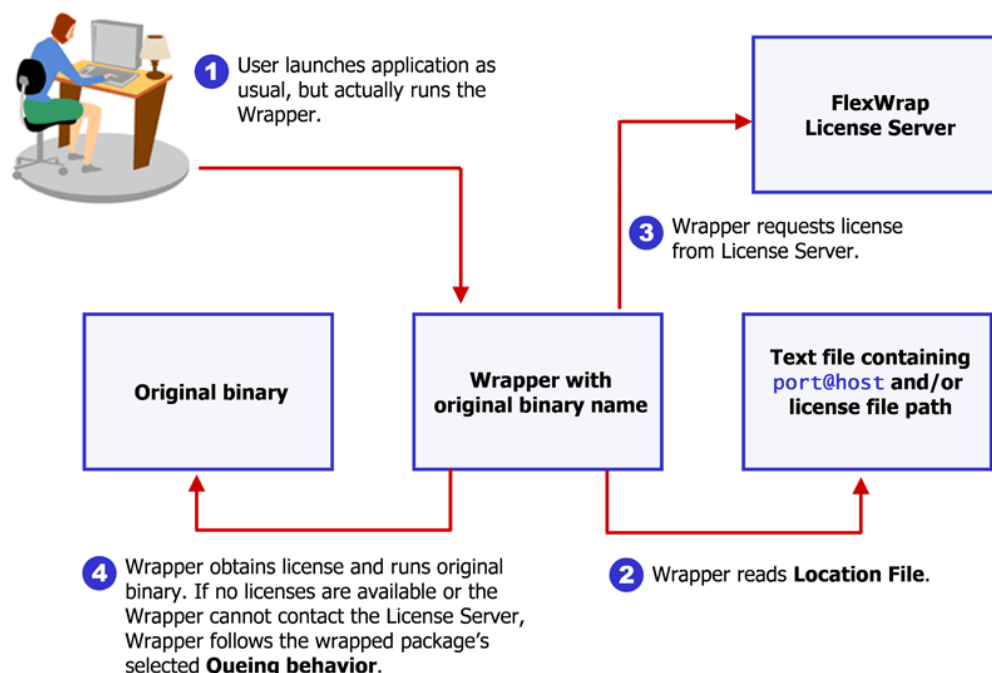 1 User launches application as
usual, but actually runs the
Wrapper.
FlexWrap
License Server
3 Wrapper requests license
from License Server.
Original binary
Wrapper with
original binary name
Text file containing
port@host and/or
license file path
4 Wrapper obtains license and runs original
binary. If no licenses are available or the
Wrapper cannot contact the License Server,
Wrapper follows the wrapped package's
selected Queing behavior.
2 Wrapper reads Location File.